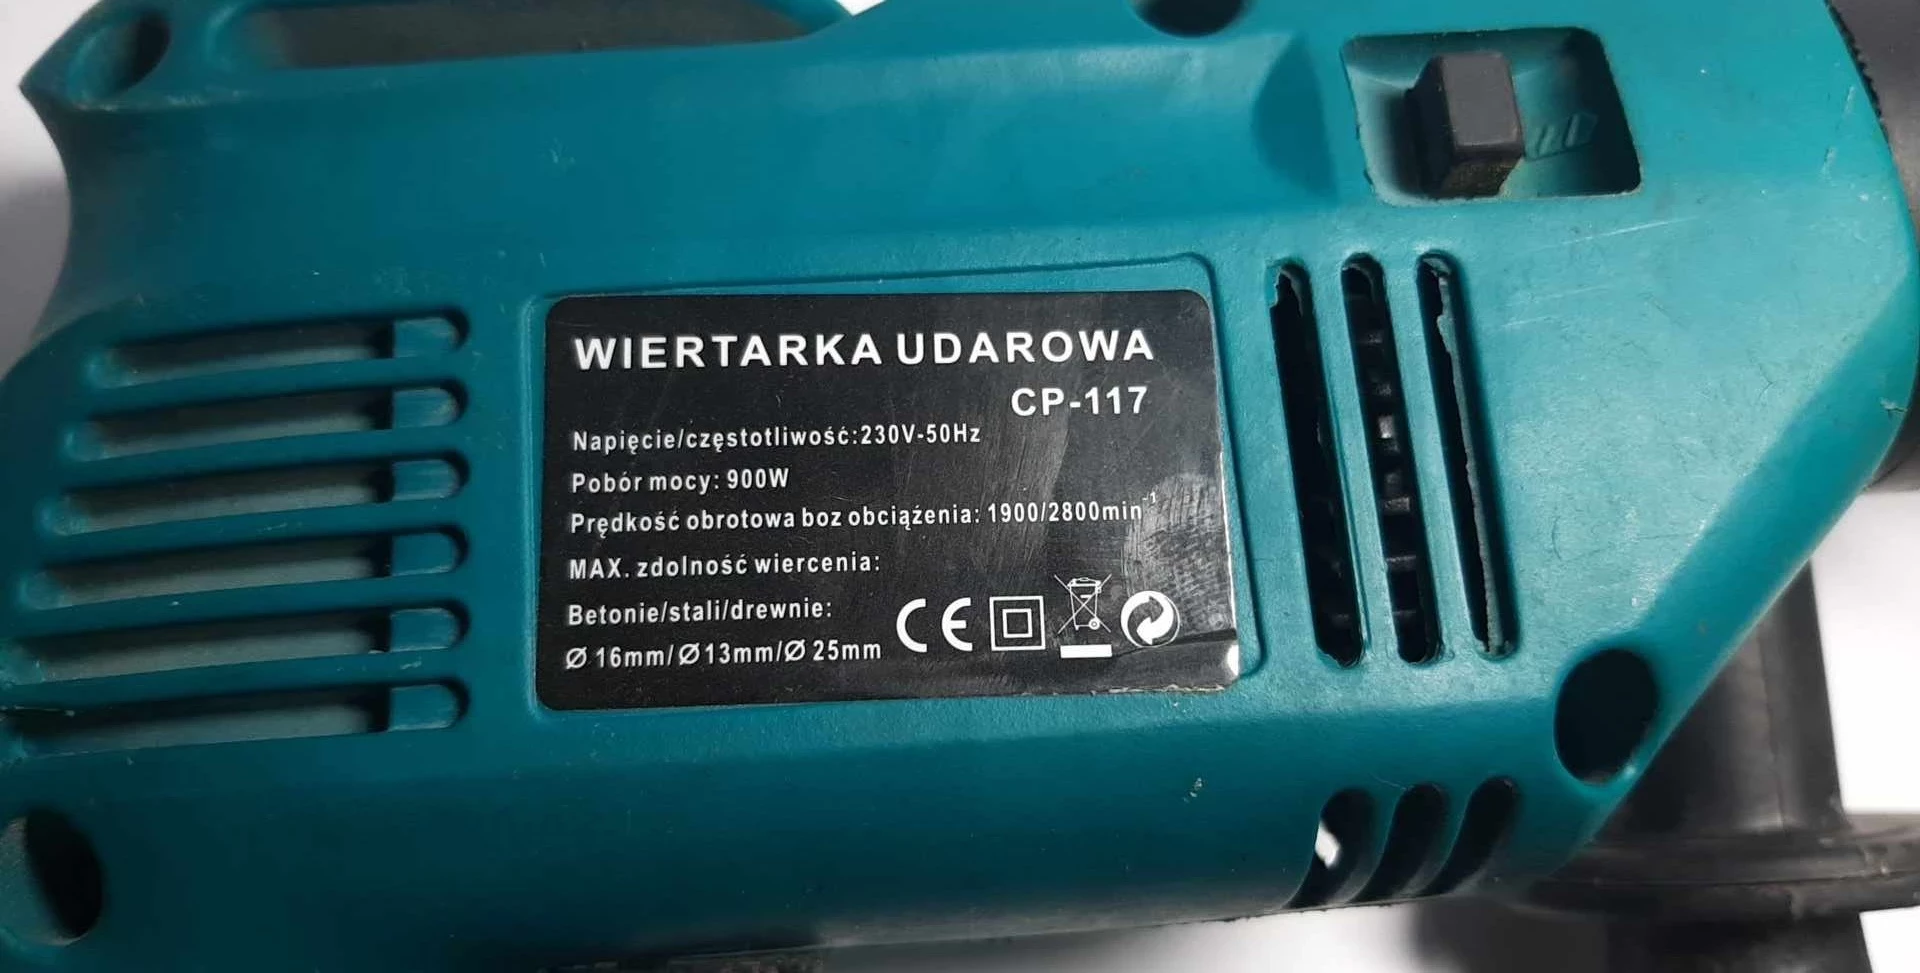 WIERTARKA UDAROWA
CP-117
Napięcie/częstotliwość:230V-50Hz
Pobór mocy: 900W
Prędkość obrotowa boz obciążenia: 1900/2800min⁻¹
MAX. zdolność wiercenia:
Betonie/stali/drewnie:
Ø 16mm/Ø13mm/Ø 25mm
CE